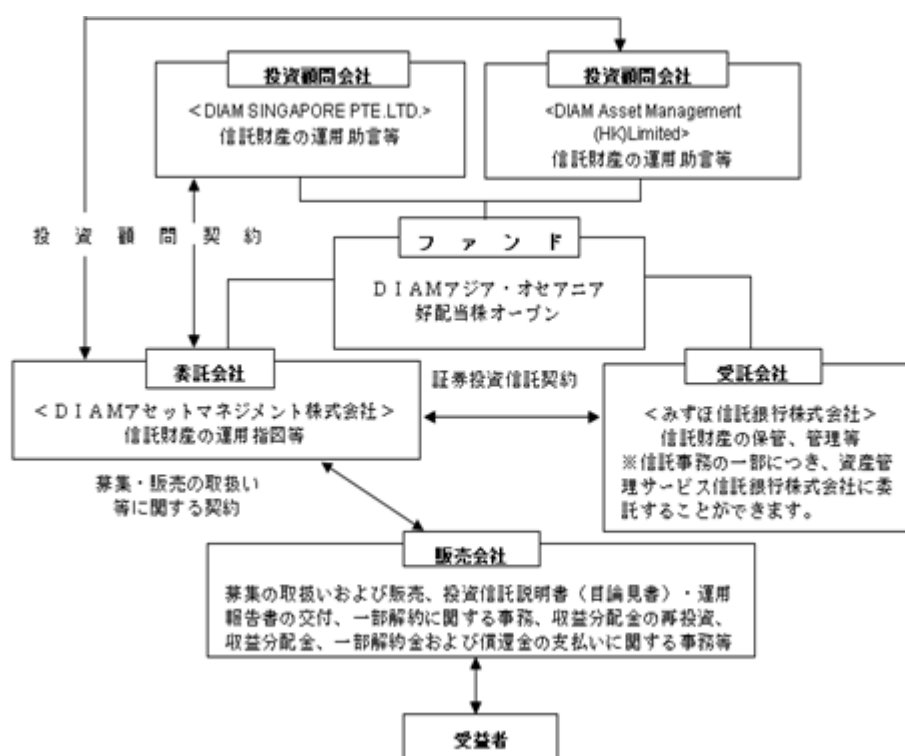 投資顧問会社
＜DIAM SINGAPORE PTE.LTD.＞
信託財産の運用助言等
投資顧問会社
<DIAM Asset Management
(HK)Limited>
信託財産の運用助言等
投資顧問契約
ファンド
ＤＩＡＭアジア・オセアニア
好配当株オープン
委託会社
＜ＤＩＡＭアセットマネジメント株式会社＞
信託財産の運用指図等
証券投資信託契約
受託会社
＜みずほ信託銀行株式会社＞
信託財産の保管、管理等
※信託事務の一部につき、資産管
理サービス信託銀行株式会社に委
託することができます。
募集・販売の取扱い
等に関する契約
販売会社
募集の取扱いおよび販売、投資信託説明書（目論見書）・運用
報告書の交付、一部解約に関する事務、収益分配金の再投資、
収益分配金、一部解約金および償還金の支払いに関する事務等
受益者